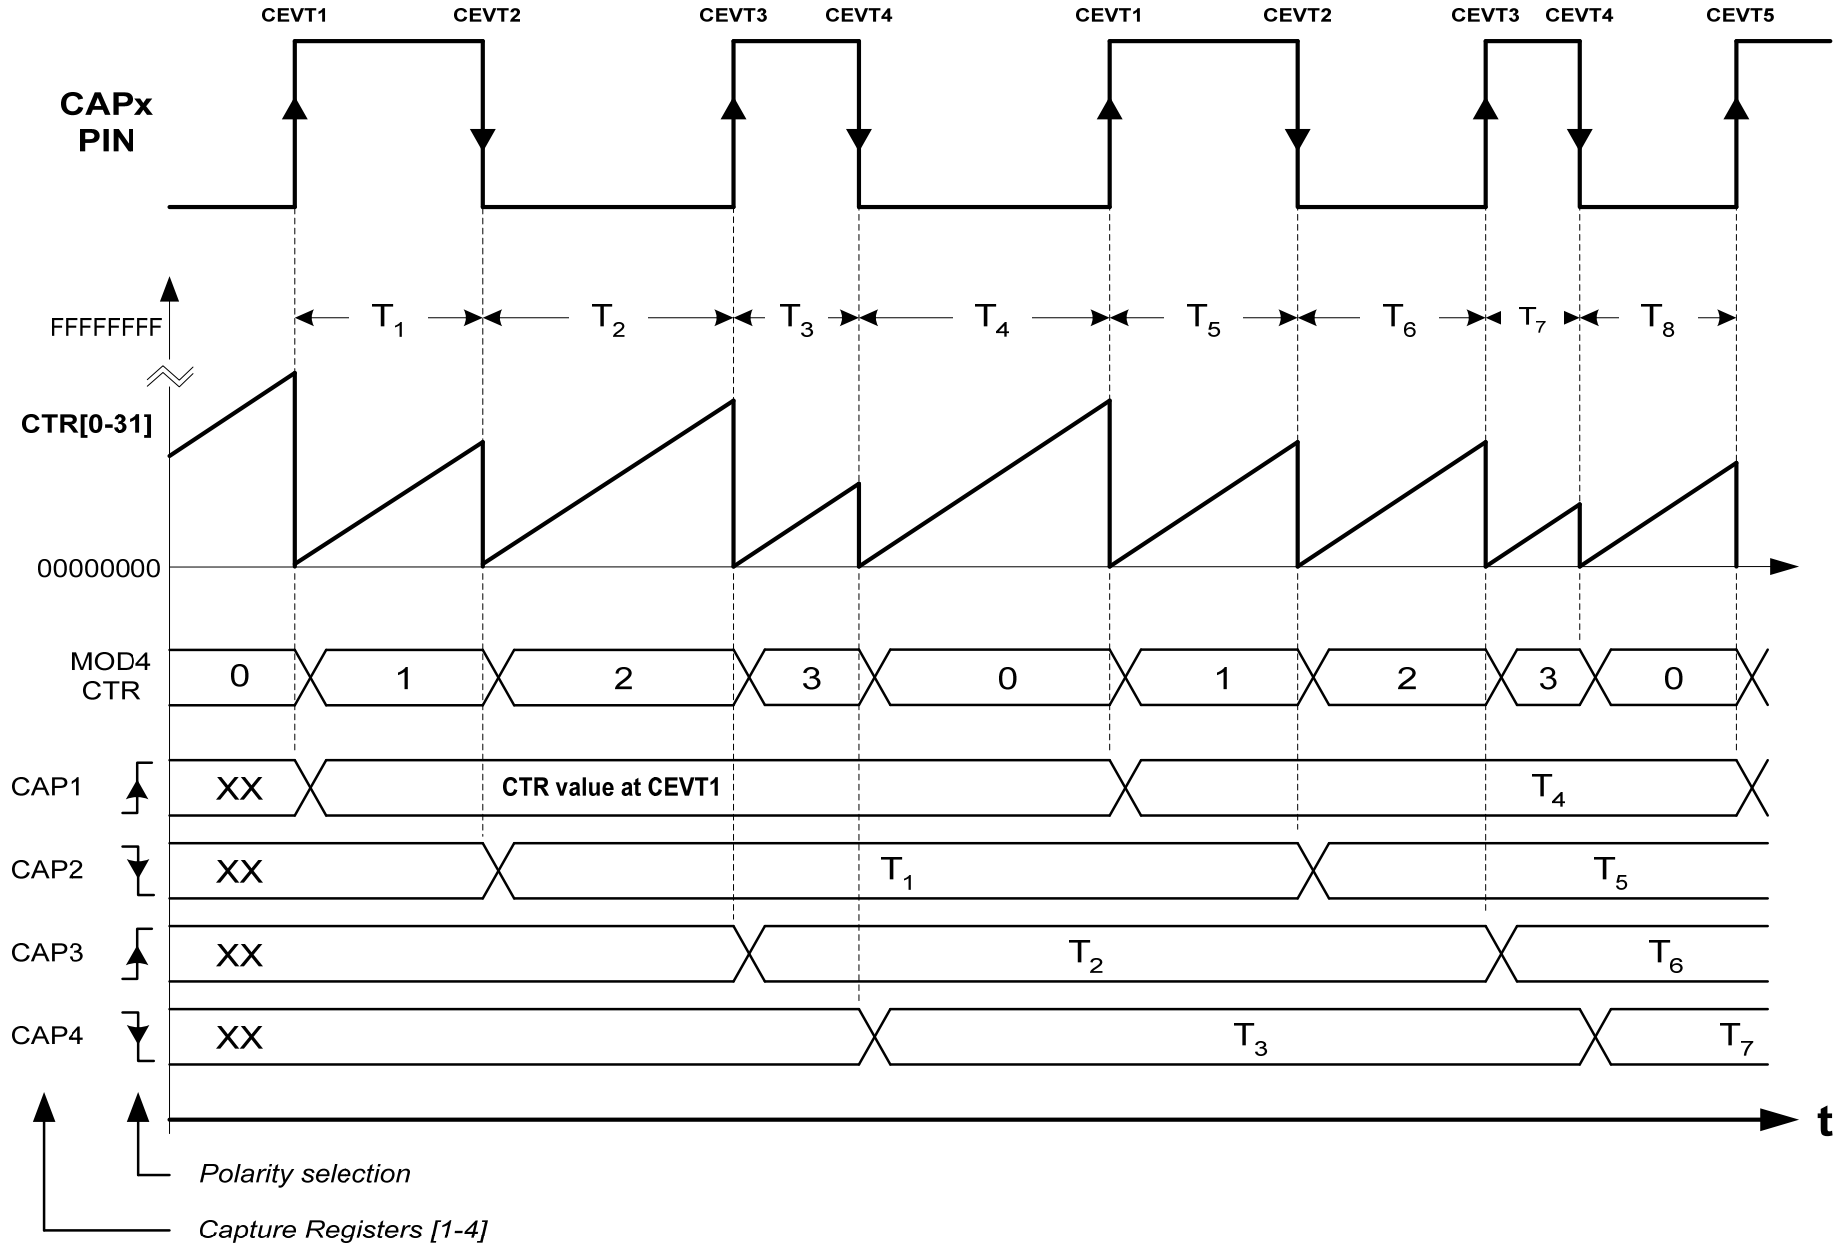 CEVT1 CEVT2 CEVT3 CEVT4 CEVT1 CEVT2 CEVT3 CEVT4 CEVT5
CAPx
PIN
T1 T2 T3 T4 T5 T6 T7 T8
FFFFFFFF
CTR[0-31]
00000000
MOD4
CTR
0 1 2 3 0 1 2 3 0
CAP1 XX CTR value at CEVT1 T4
CAP2 XX T1 T5
CAP3 XX T2 T6
CAP4 XX T3 T7
t
Polarity selection
Capture Registers [1-4]